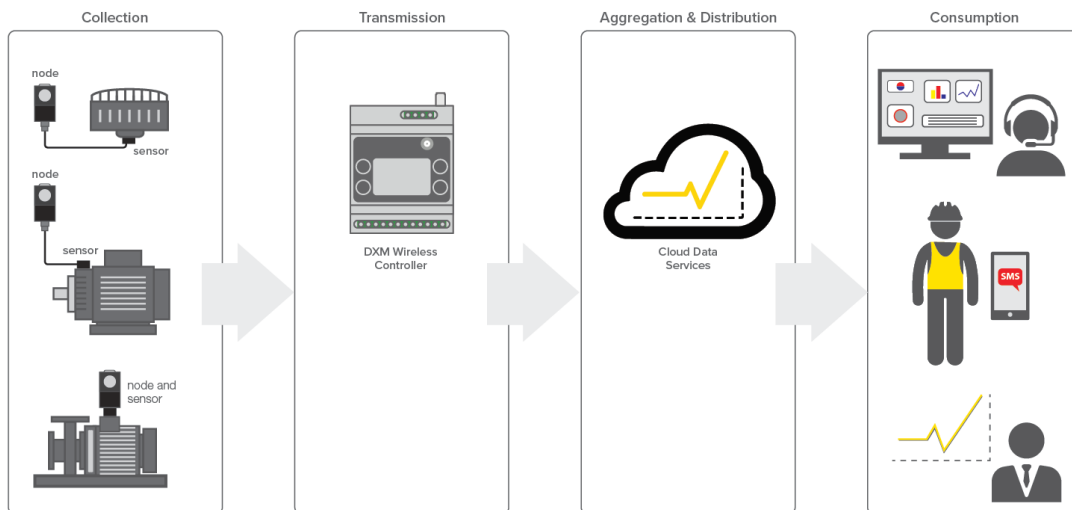 Collection
Transmission
Aggregation & Distribution
Consumption
node
sensor
node
sensor
node and
sensor
DXM Wireless
Controller
Cloud Data
Services
SMS